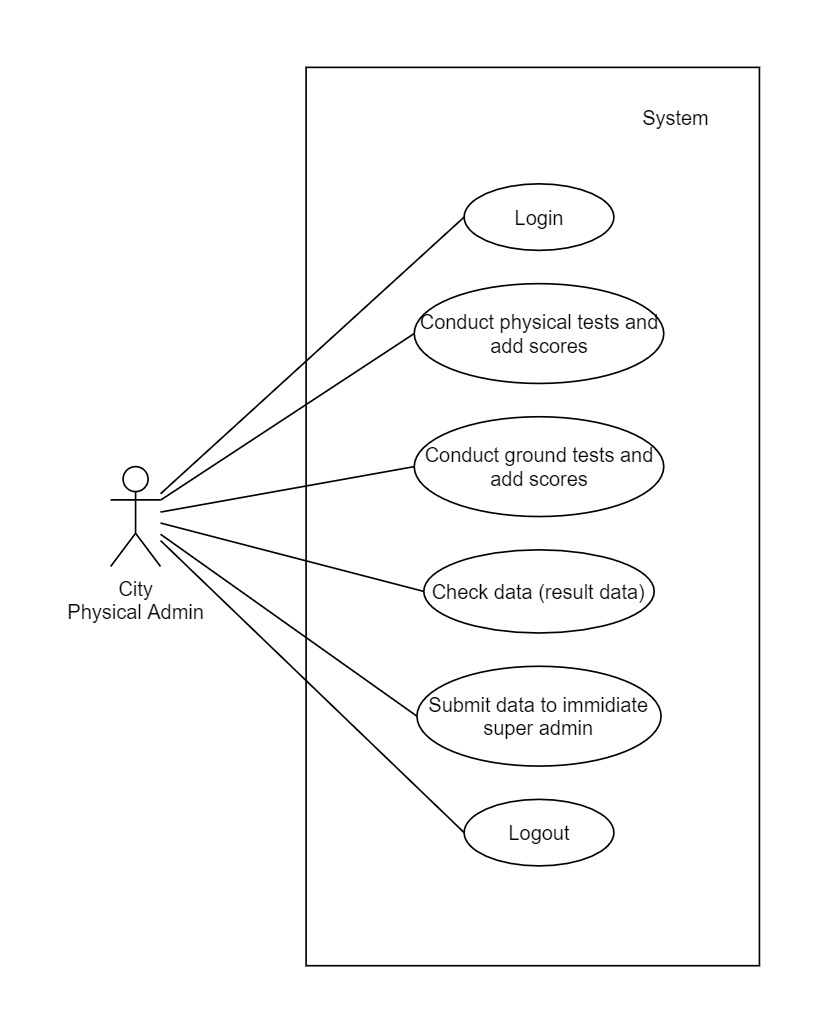 System
Login
Conduct physical tests and
add scores
Conduct ground tests and
add scores
City
Physical Admin
Check data (result data)
Submit data to immidiate
super admin
Logout